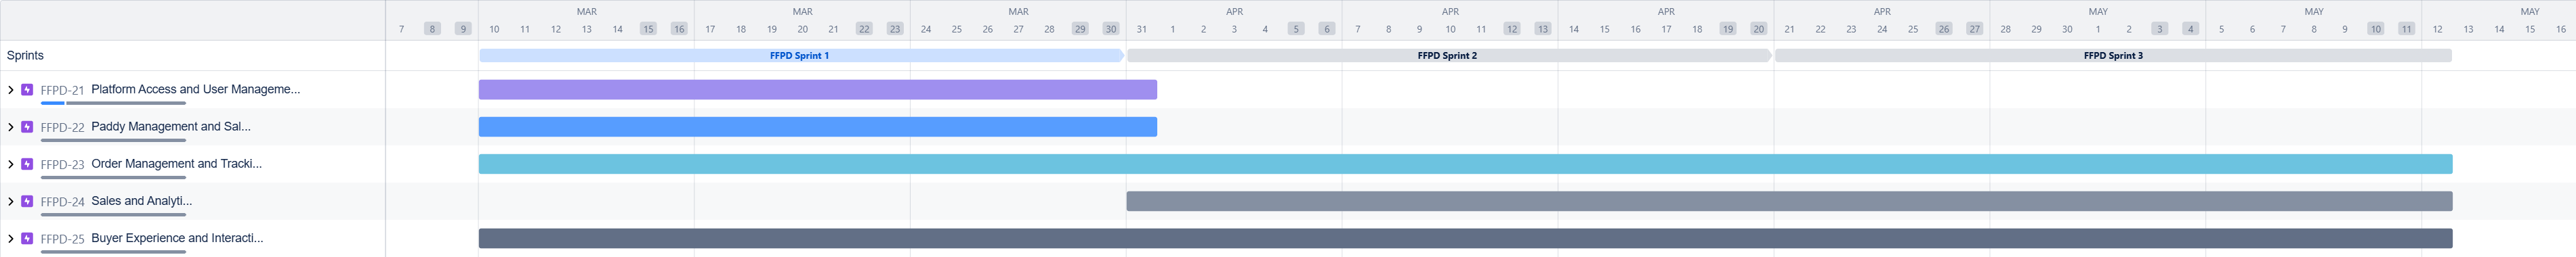 MAR MAR MAR APR APR APR APR MAY MAY MAY
7 8 9 10 11 12 13 14 15 16 17 18 19 20 21 22 23 24 25 26 27 28 29 30 31 1 2 3 4 5 6 7 8 9 10 11 12 13 14 15 16 17 18 19 20 21 22 23 24 25 26 27 28 29 30 1 2 3 4 5 6 7 8 9 10 11 12 13 14 15 16
Sprints FFPD Sprint 1 FFPD Sprint 2 FFPD Sprint 3
FFPD-21 Platform Access and User Manageme...
FFPD-22 Paddy Management and Sal...
FFPD-23 Order Management and Tracki...
FFPD-24 Sales and Analyti...
FFPD-25 Buyer Experience and Interacti...